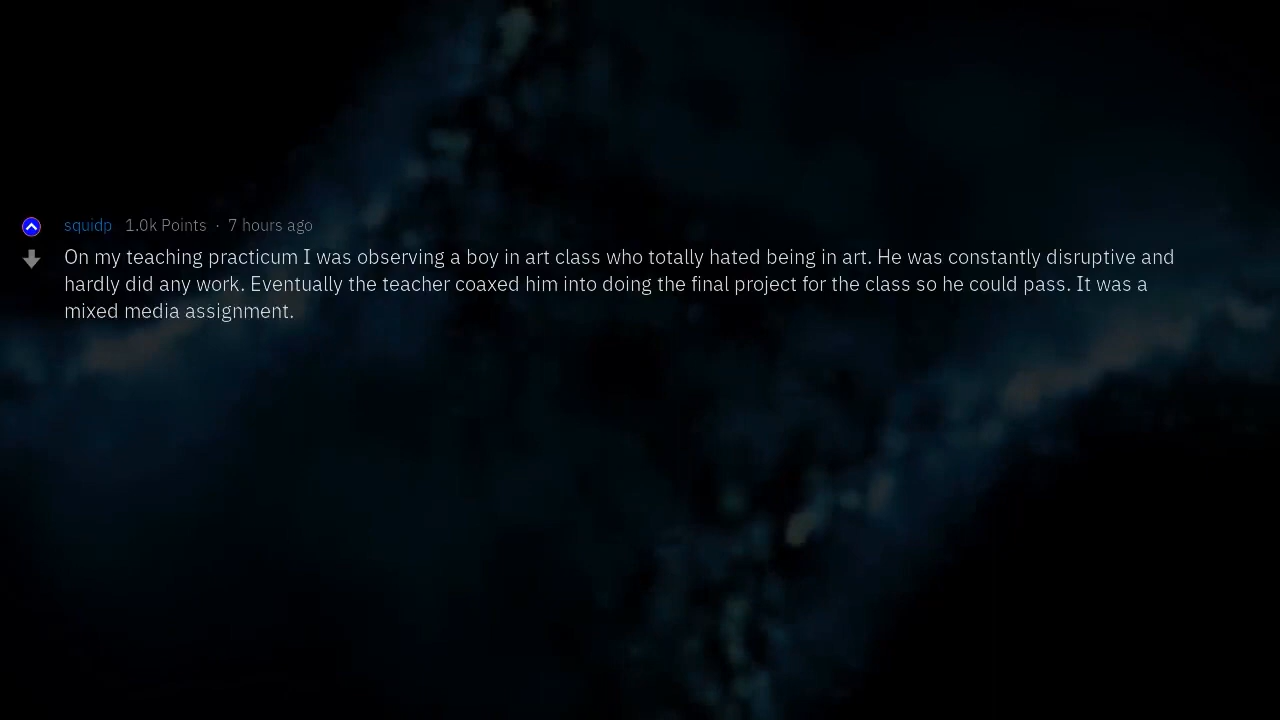 squidp 1.0k Points · 7 hours ago
On my teaching practicum I was observing a boy in art class who totally hated being in art. He was constantly disruptive and
hardly did any work. Eventually the teacher coaxed him into doing the final project for the class so he could pass. It was a
mixed media assignment.